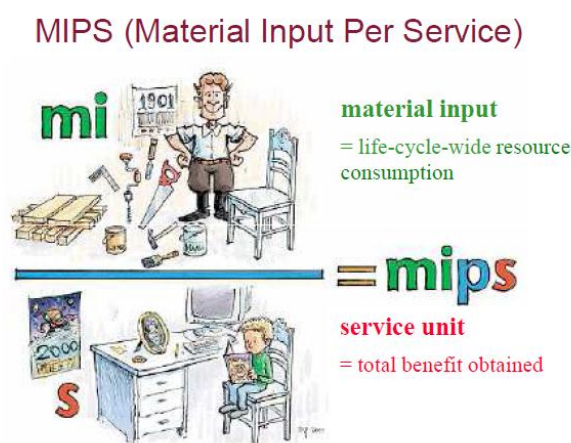 MIPS (Material Input Per Service)
mi
1901
material input
= life-cycle-wide resource
consumption
= mips
2000
s
service unit
= total benefit obtained